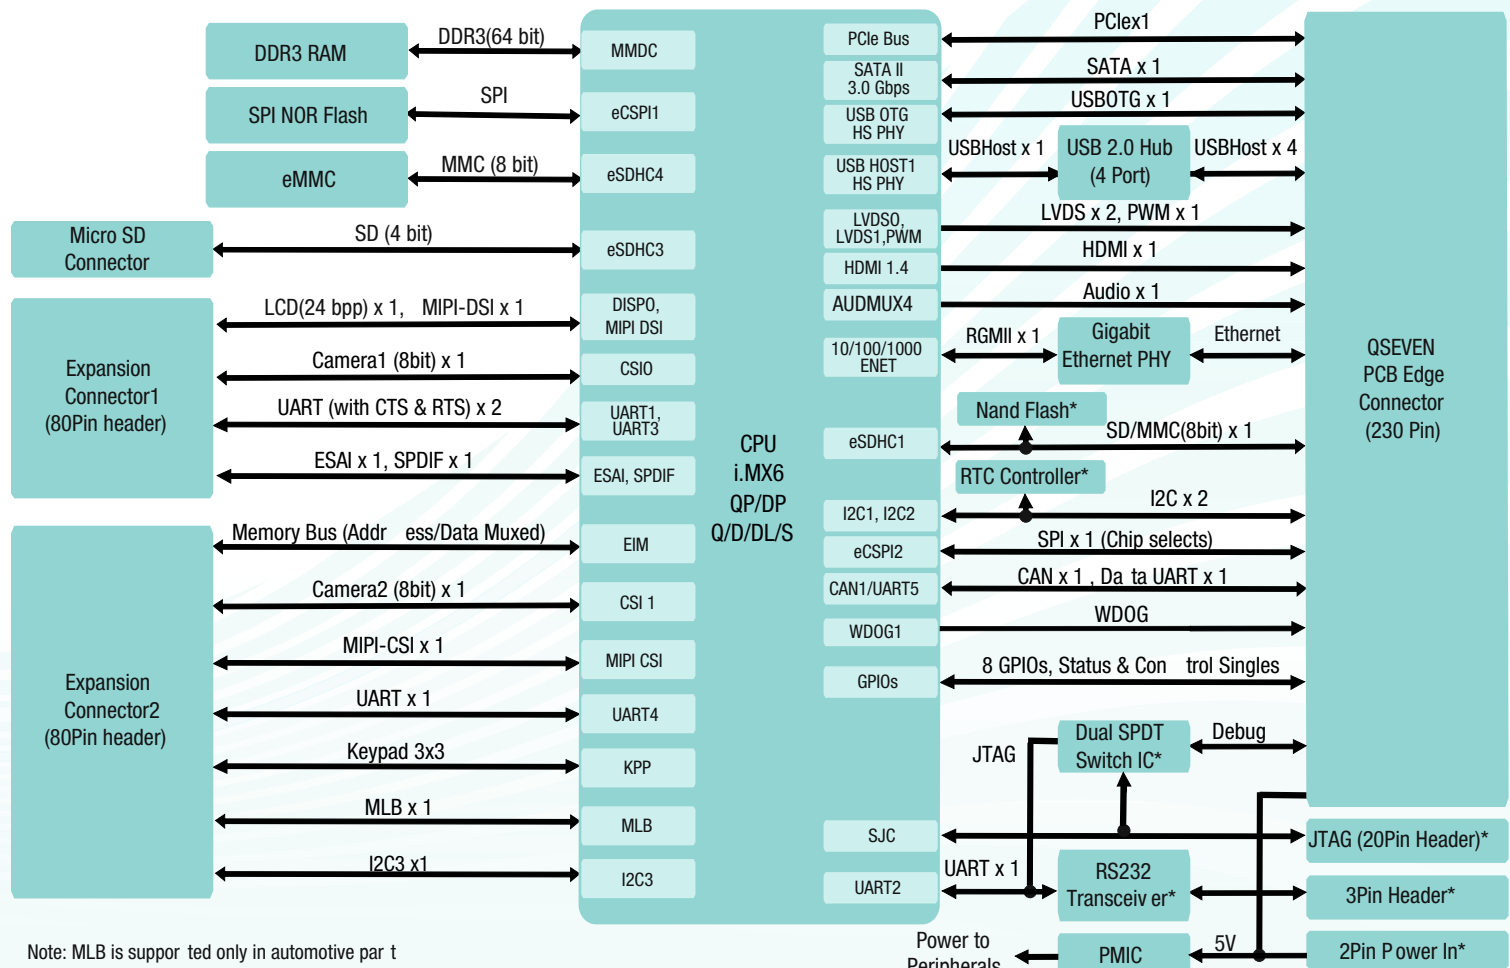 DDR3 RAM
DDR3(64 bit)
MMDC
SPI NOR Flash
SPI
eCSPI1
eMMC
MMC (8 bit)
eSDHC4
Micro SD
Connector
SD (4 bit)
eSDHC3
Expansion
Connector1
(80Pin header)
LCD(24 bpp) x 1, MIPI-DSI x 1
DISP0,
MIPI DSI
Camera1 (8bit) x 1
CSI0
UART (with CTS & RTS) x 2
UART1,
UART3
ESAI x 1, SPDIF x 1
ESAI, SPDIF
Expansion
Connector2
(80Pin header)
Memory Bus (Addr ess/Data Muxed)
EIM
Camera2 (8bit) x 1
CSI 1
MIPI-CSI x 1
MIPI CSI
UART x 1
UART4
Keypad 3x3
KPP
MLB x 1
MLB
I2C3 x1
I2C3
CPU
i.MX6
QP/DP
Q/D/DL/S
PCIe Bus
PCIex1
SATA II
3.0 Gbps
SATA x 1
USB OTG
HS PHY
USBOTG x 1
USB HOST1
HS PHY
USBHost x 1
USB 2.0 Hub
(4 Port)
USBHost x 4
LVDS0,
LVDS1,PWM
LVDS x 2, PWM x 1
HDMI 1.4
HDMI x 1
AUDMUX4
Audio x 1
10/100/1000
ENET
RGMII x 1
Gigabit
Ethernet PHY
Ethernet
Nand Flash*
eSDHC1
SD/MMC(8bit) x 1
RTC Controller*
I2C1, I2C2
I2C x 2
eCSPI2
SPI x 1 (Chip selects)
CAN1/UART5
CAN x 1 , Da ta UART x 1
WDOG1
WDOG
GPIOs
8 GPIOs, Status & Con trol Singles
QSEVEN
PCB Edge
Connector
(230 Pin)
JTAG
Dual SPDT
Switch IC*
Debug
SJC
JTAG (20Pin Header)*
UART2
UART x 1
RS232
Transceiv er*
3Pin Header*
Power to
Peripherals
PMIC
5V
2Pin P ower In*
Note: MLB is suppor ted only in automotive par t